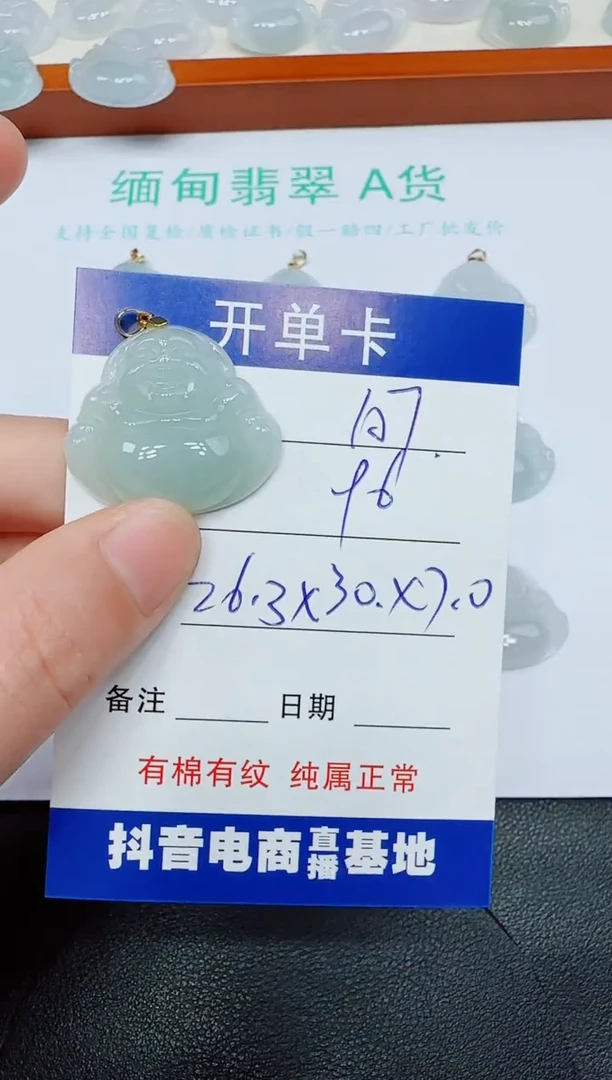 缅甸翡翠 A货
支持全国复检/质检证书/假一赔四/工厂批发价
开单卡
26.3x30.x7.0
备注 日期
有棉有纹 纯属正常
抖音电商直播基地